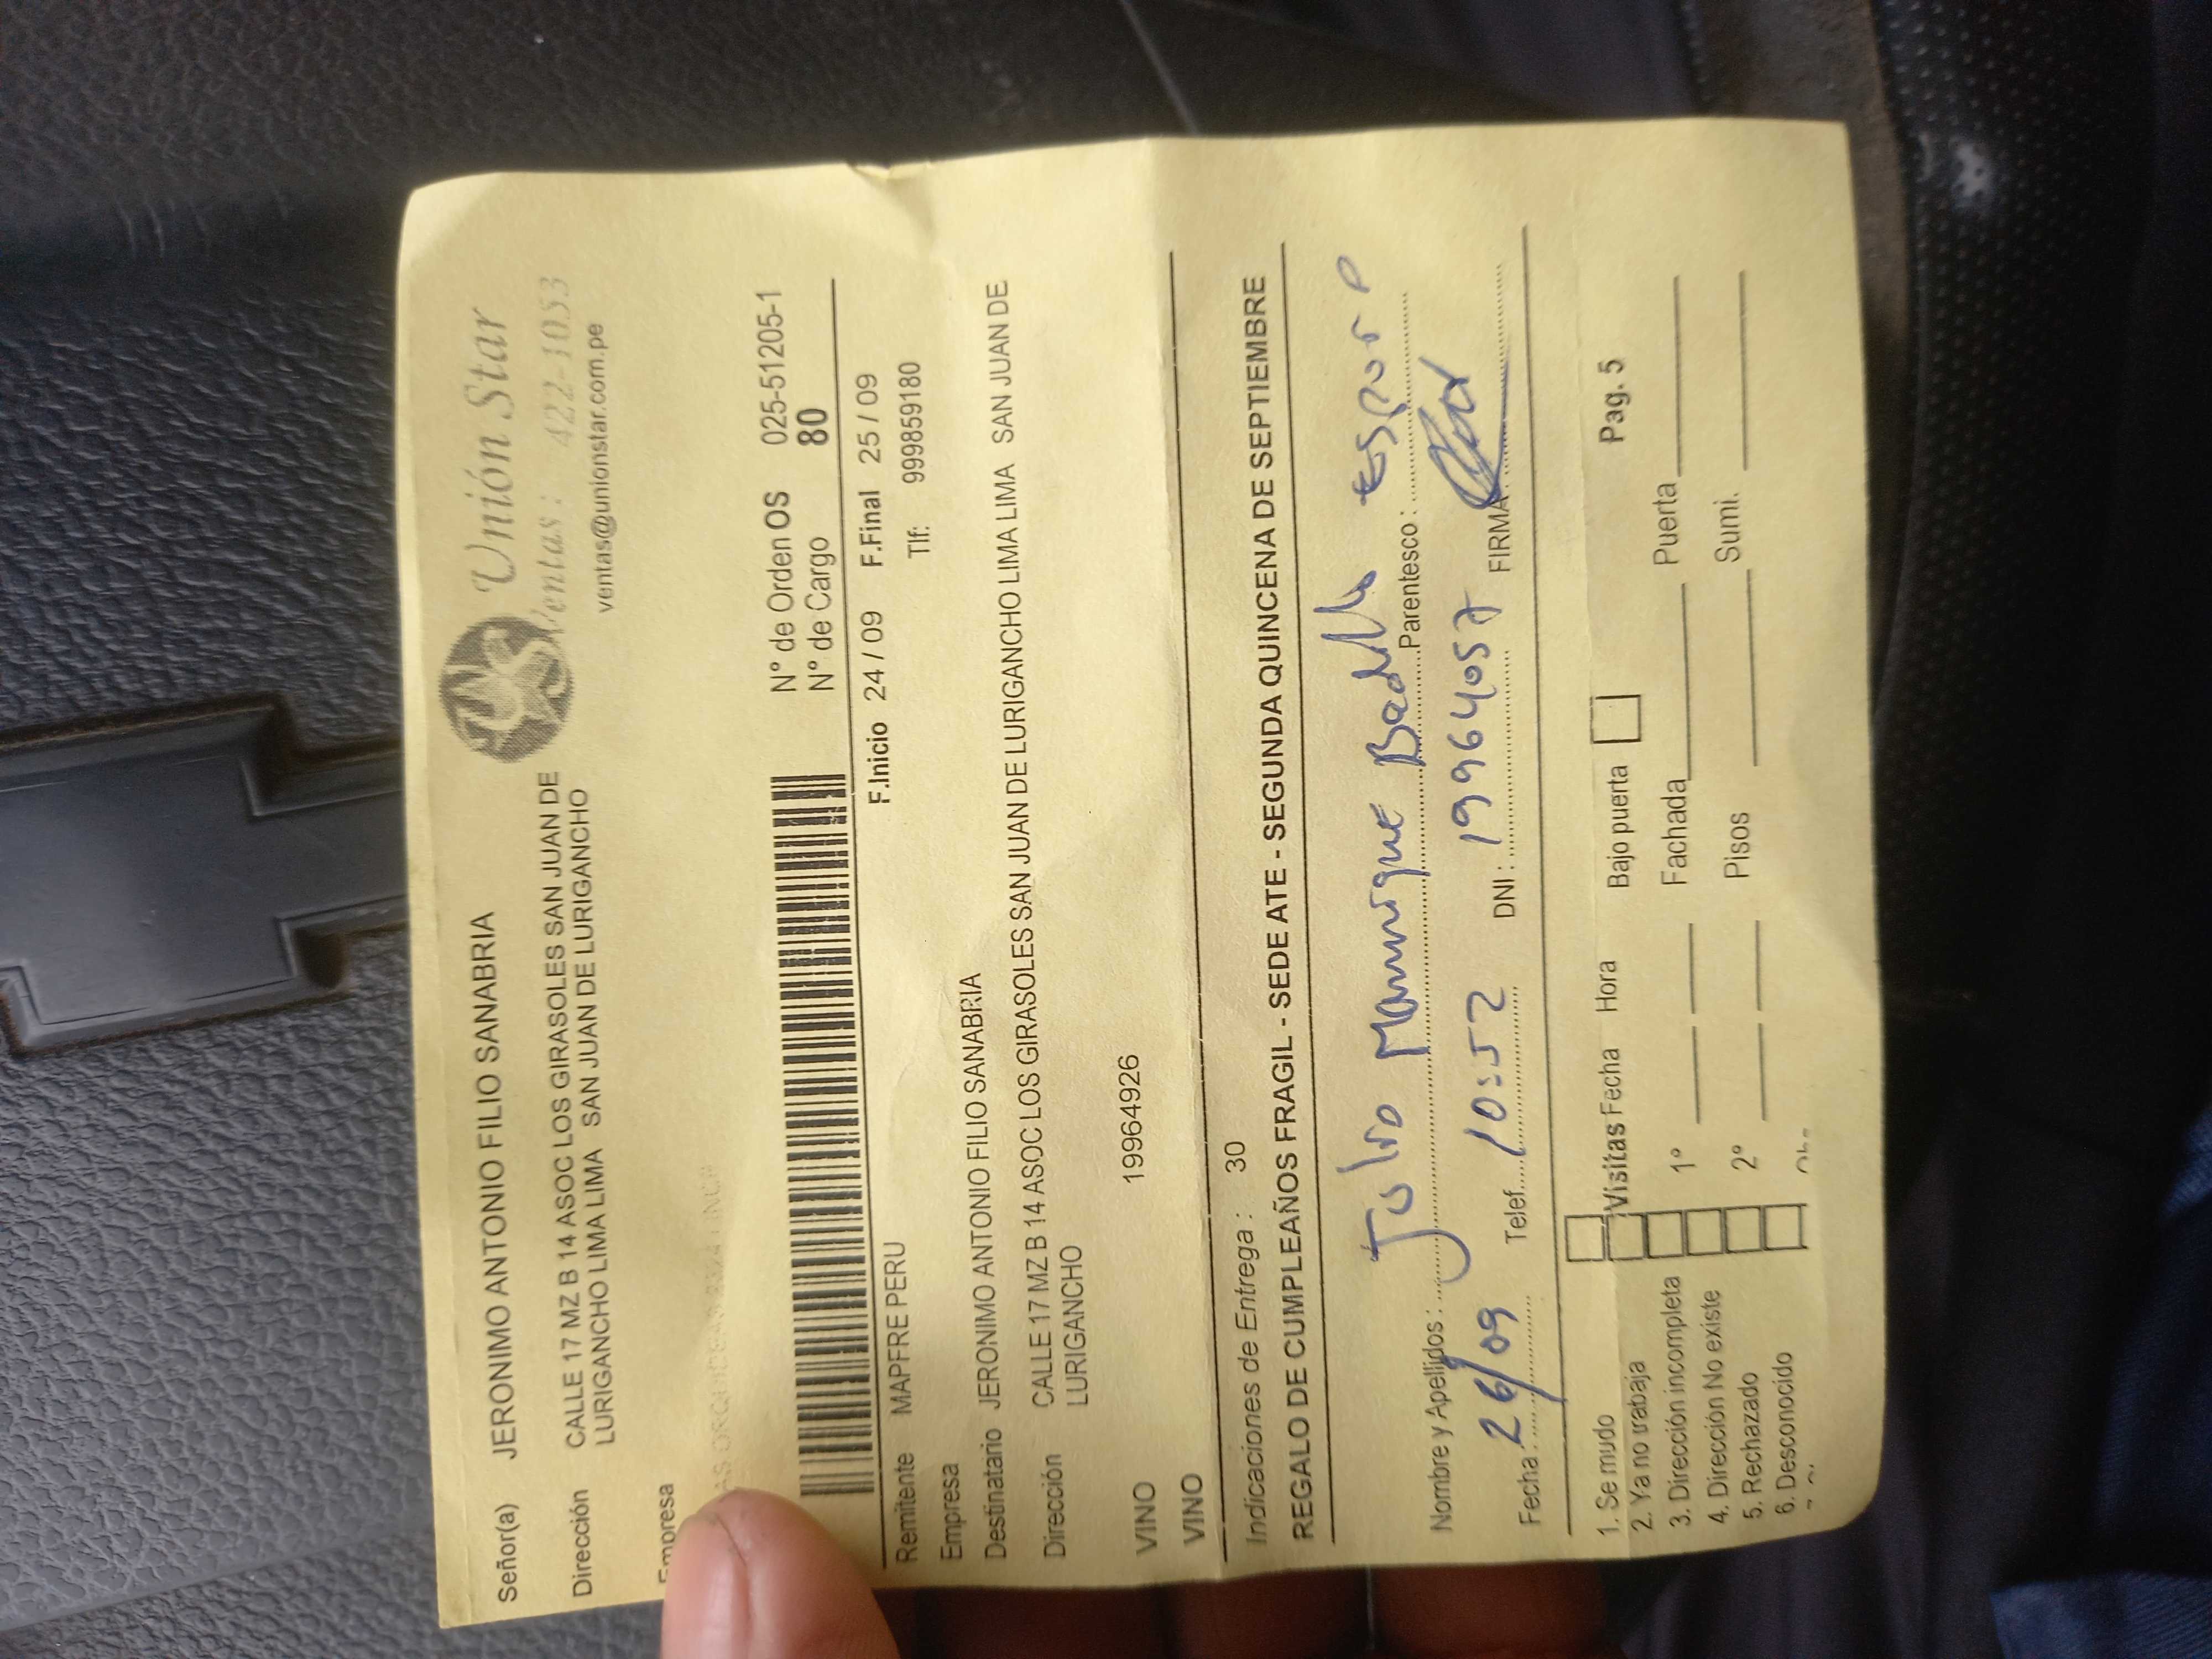 Señor(a) JERONIMO ANTONIO FILIO SANABRIA
Unión Star
Ventas: 422-1053
ventas@unionstar.com.pe
Dirección CALLE 17 MZ B 14 ASOC LOS GIRASOLES SAN JUAN DE
LURIGANCHO LIMA LIMA SAN JUAN DE LURIGANCHO
Empresa
N° de Orden OS 025-51205-1
N° de Cargo 80
F.Inicio 24 / 09 F.Final 25 / 09
Remitente MAPFRE PERU Tlf: 999859180
Empresa
Destinatario JERONIMO ANTONIO FILIO SANABRIA
Dirección CALLE 17 MZ B 14 ASOC LOS GIRASOLES SAN JUAN DE LURIGANCHO LIMA LIMA SAN JUAN DE
LURIGANCHO
VINO 19964926
VINO
Indicaciones de Entrega : 30
REGALO DE CUMPLEAÑOS FRAGIL - SEDE ATE - SEGUNDA QUINCENA DE SEPTIEMBRE
Nombre y Apellidos : Julio Manrique Parentesco :
Fecha : 26/09 Telef. 10:52 DNI : 19964057 FIRMA
1. Se mudo
2. Ya no trabaja Visitas Fecha Hora Bajo puerta Pag. 5
3. Dirección incompleta 1º Fachada Puerta
4. Dirección No existe
5. Rechazado 2º Pisos Sumi.
6. Desconocido